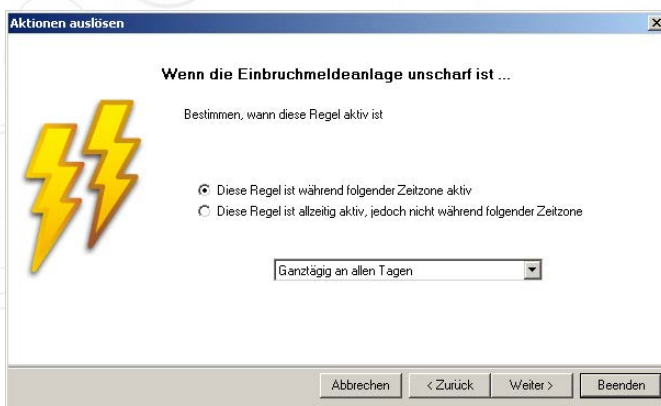 Aktionen auslösen
Wenn die Einbruchmeldeanlage unscharf ist ...
Bestimmen, wann diese Regel aktiv ist
Diese Regel ist während folgender Zeitzone aktiv
Diese Regel ist allzeitig aktiv, jedoch nicht während folgender Zeitzone
Ganztägig an allen Tagen
Abbrechen < Zurück Weiter > Beenden